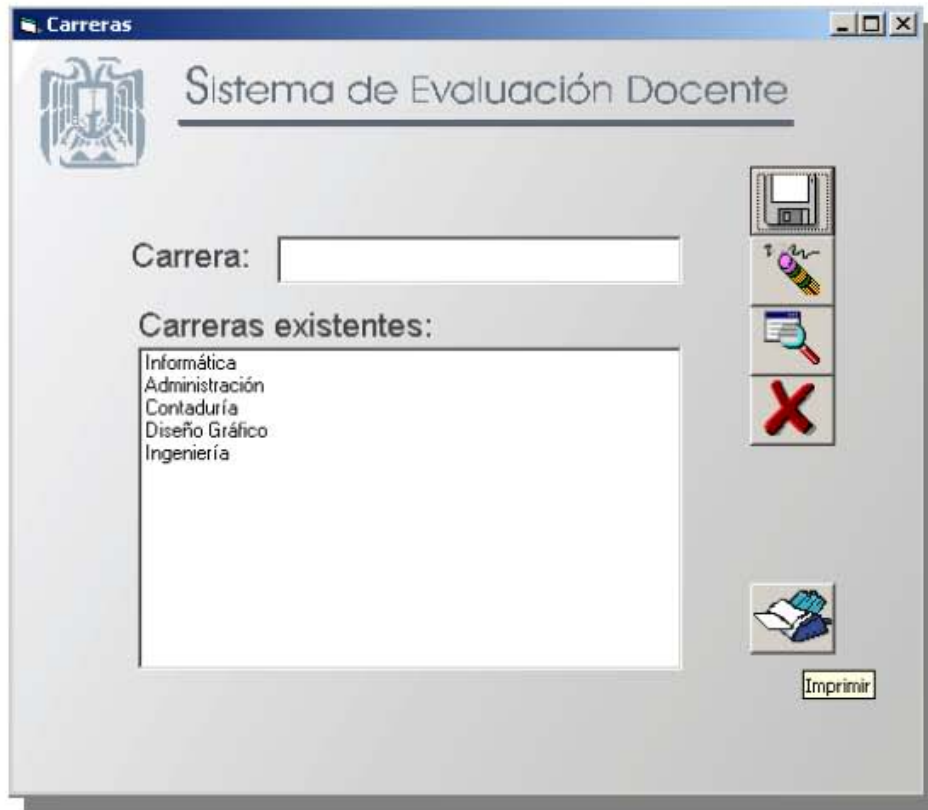 Carreras
Sistema de Evaluación Docente
Carrera:
Carreras existentes:
Informática
Administración
Contaduría
Diseño Gráfico
Ingeniería
Imprimir